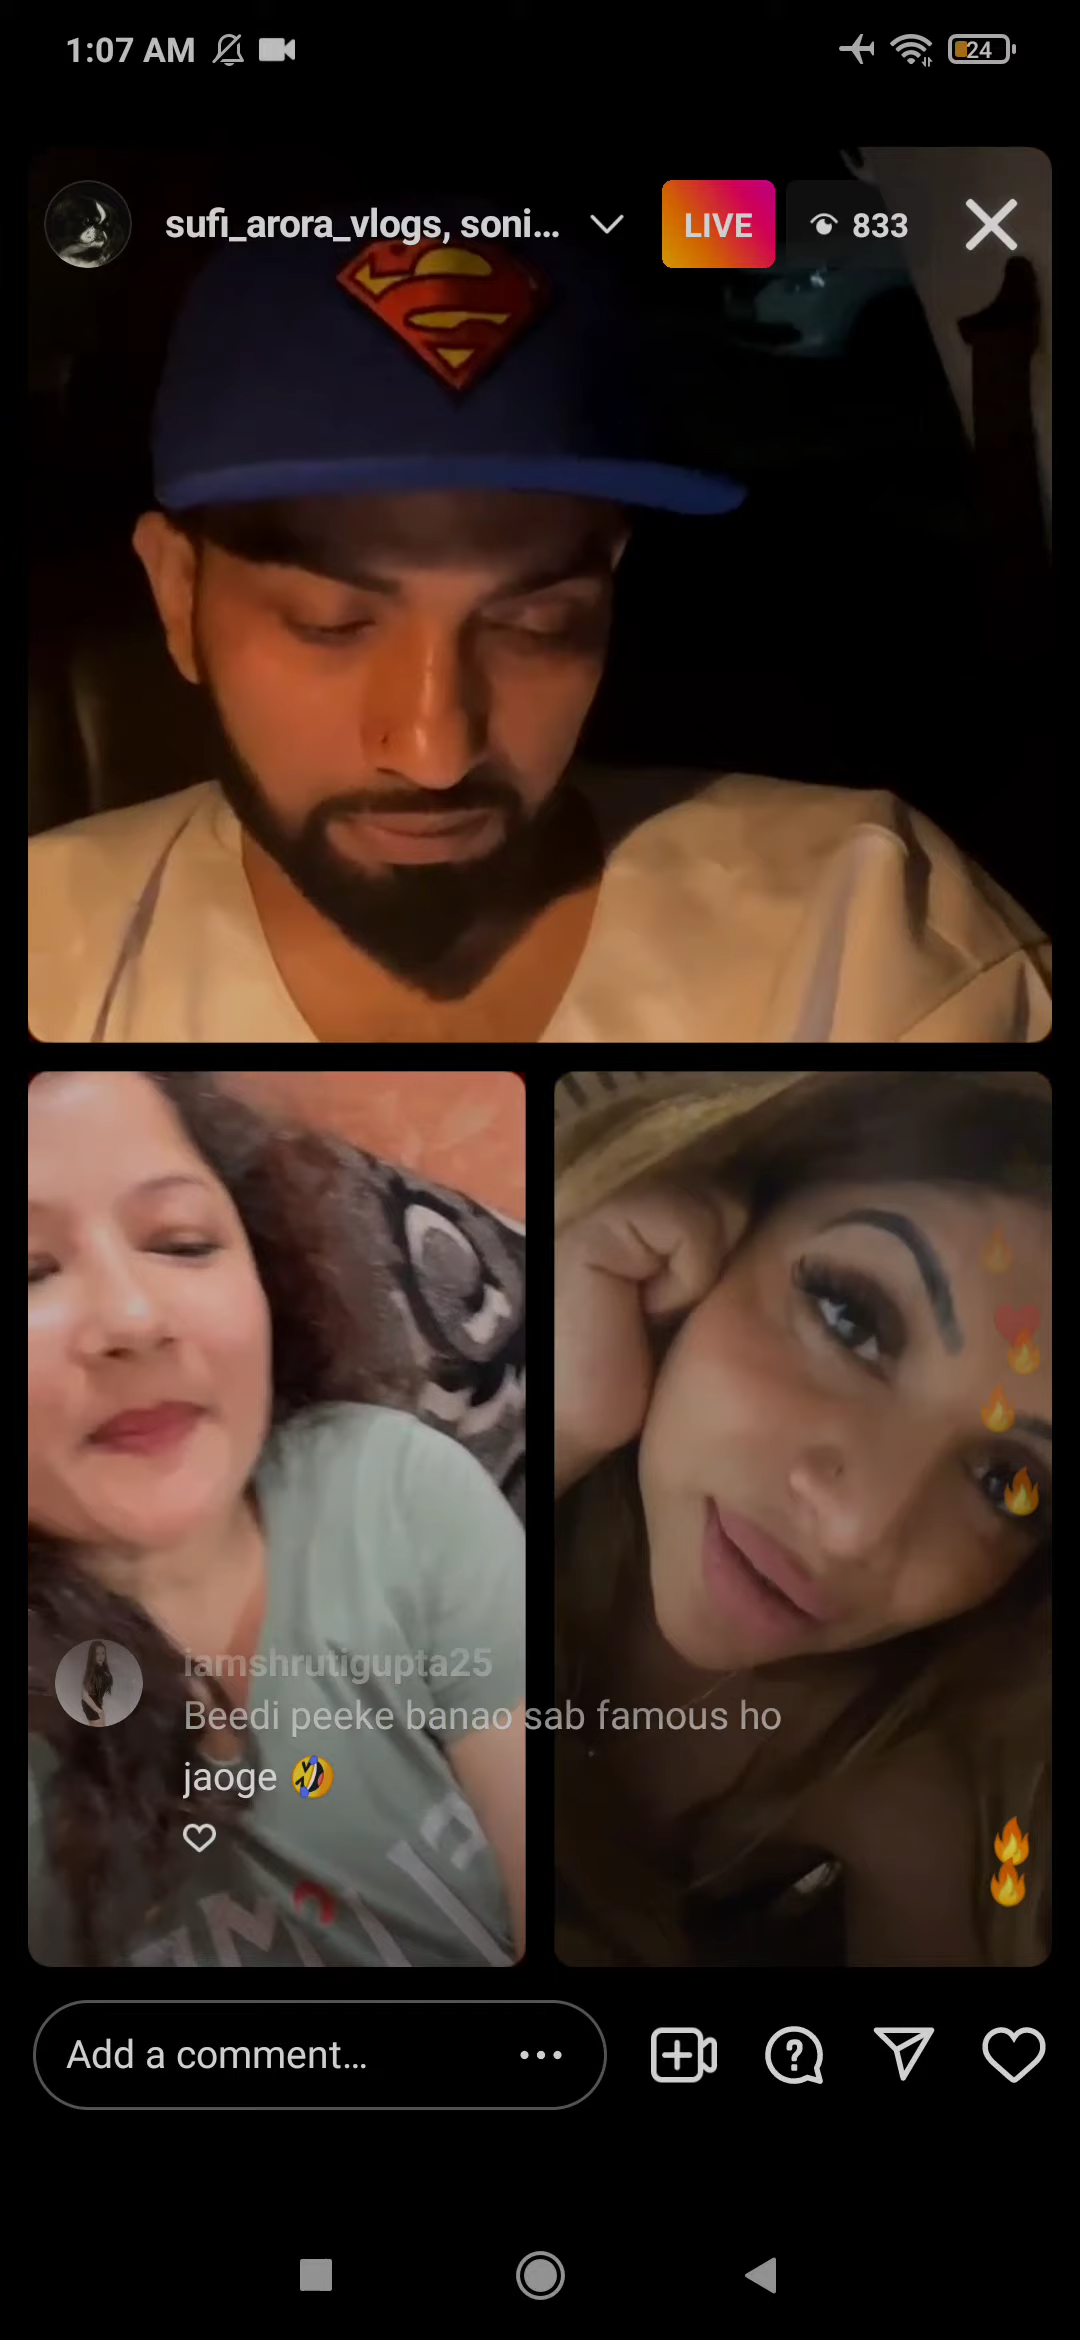 1:07 AM
24
sufi_arora_vlogs, soni...
LIVE
833
iamshrutigupta25
Beedi peeke banao sab famous ho
jaoge 🤣
Add a comment...